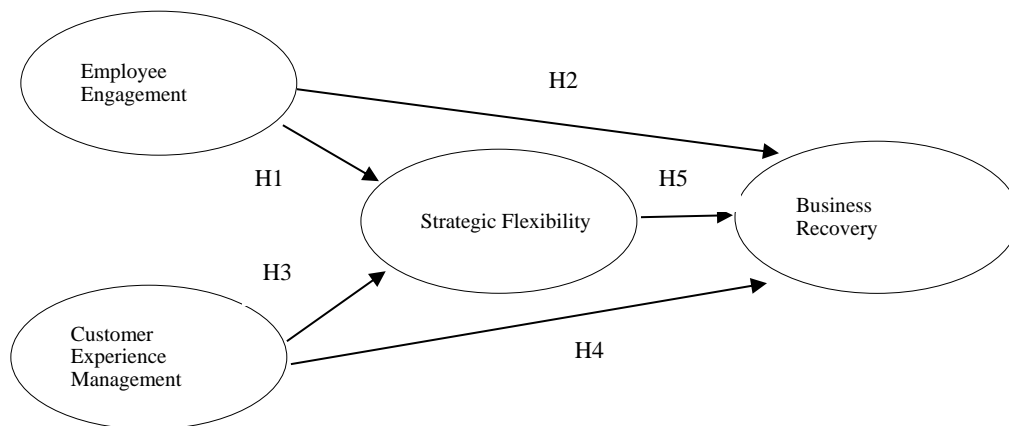 Employee
Engagement
H2
H1
H5
Strategic Flexibility
Business
Recovery
H3
Customer
Experience
Management
H4